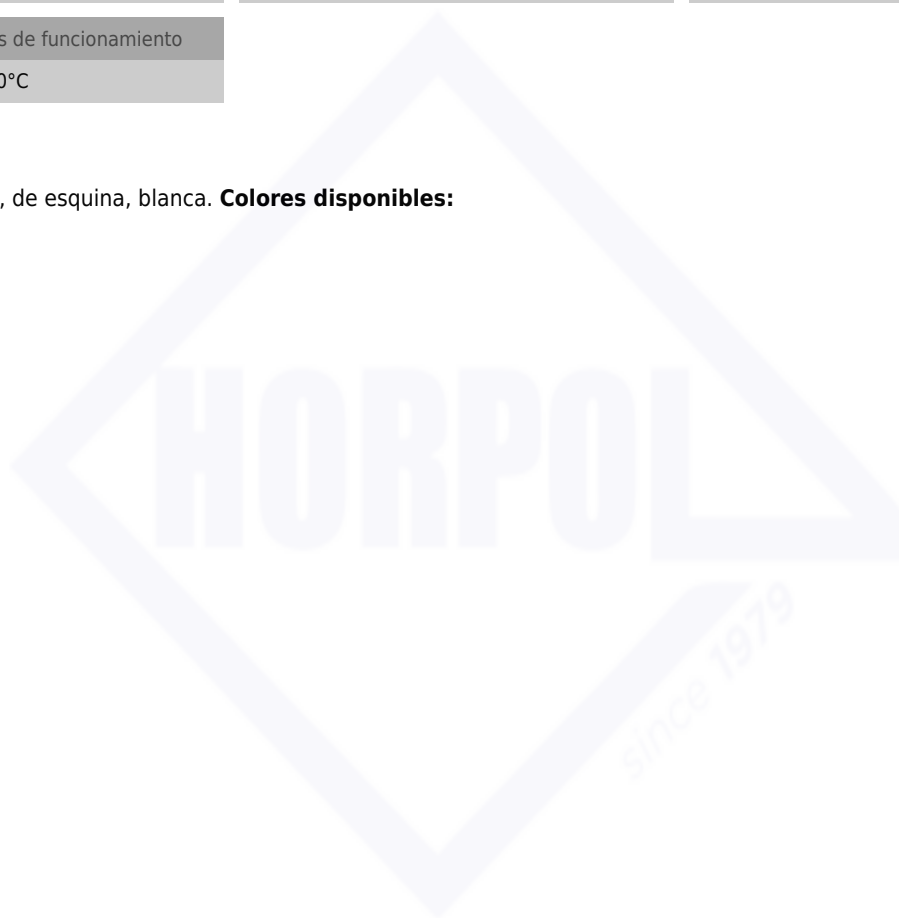 s de funcionamiento
0°C
, de esquina, blanca. Colores disponibles:
HORPOL
since 1979